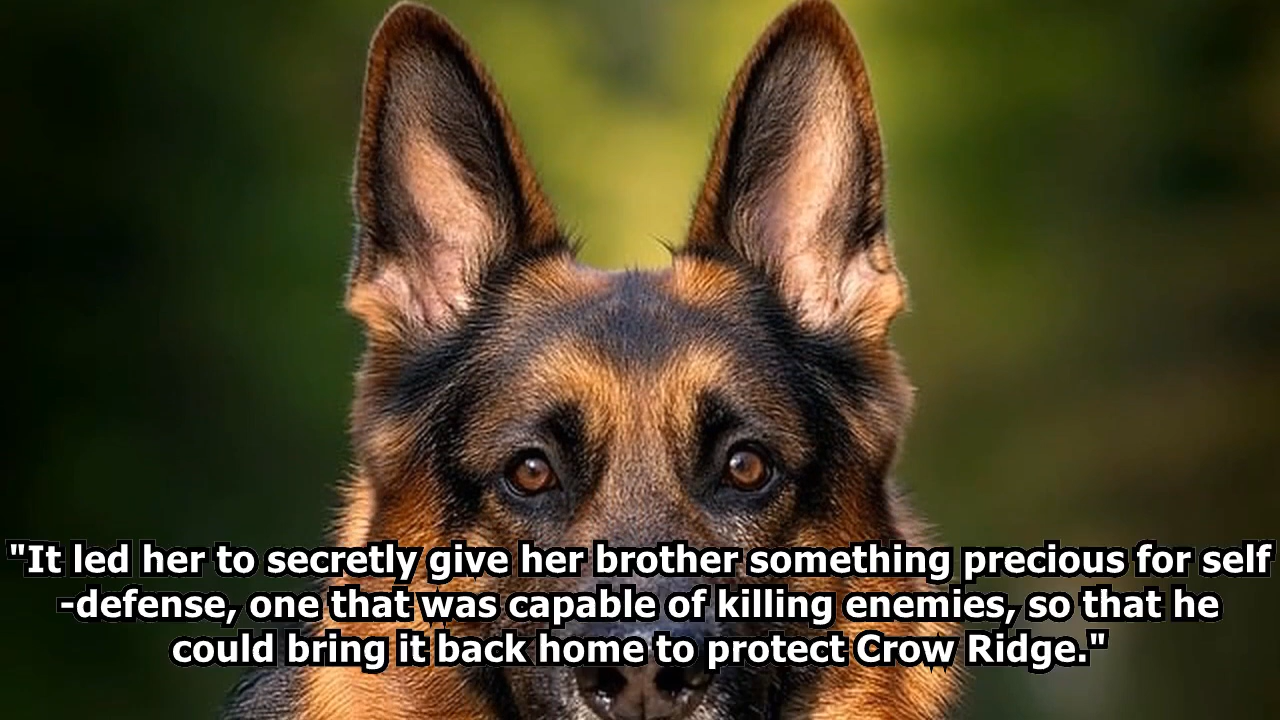 "It led her to secretly give her brother something precious for self
-defense, one that was capable of killing enemies, so that he
could bring it back home to protect Crow Ridge."